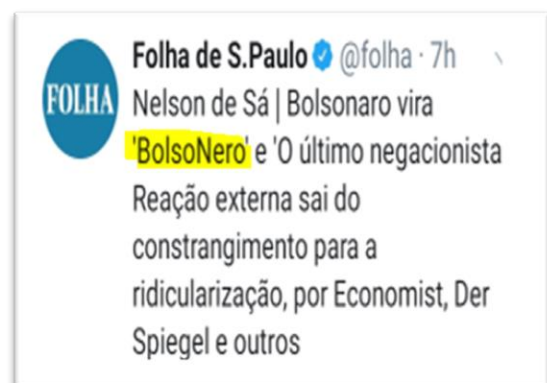 FOLHA
Folha de S.Paulo @folha · 7h
Nelson de Sá | Bolsonaro vira
'BolsoNero' e 'O último negacionista
Reação externa sai do
constrangimento para a
ridicularização, por Economist, Der
Spiegel e outros